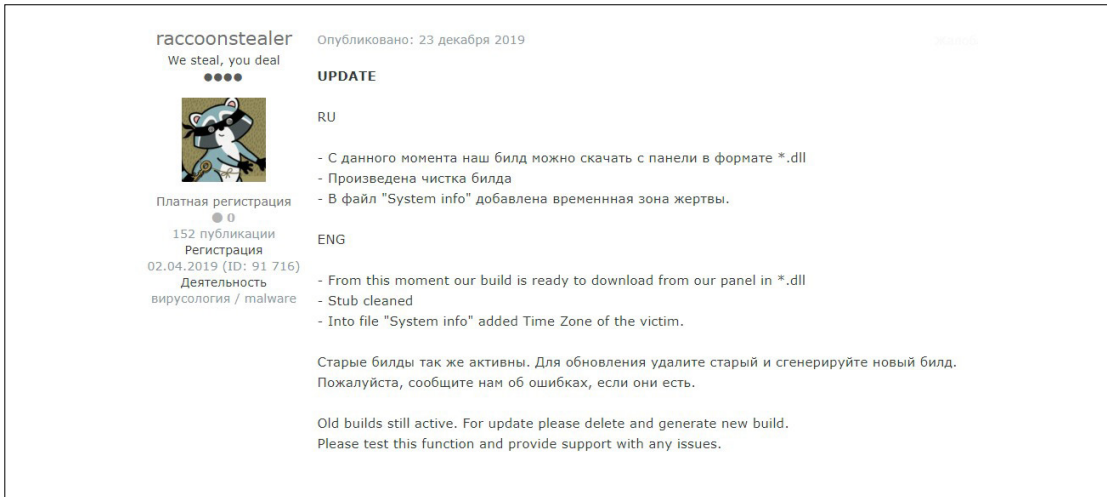 raccoonstealer
We steal, you deal
Платная регистрация
0
152 публикации
Регистрация
02.04.2019 (ID: 91 716)
Деятельность
вирусология / malware
Опубликовано: 23 декабря 2019
UPDATE
RU
- С данного момента наш билд можно скачать с панели в формате *.dll
- Произведена чистка билда
- В файл "System info" добавлена временнная зона жертвы.
ENG
- From this moment our build is ready to download from our panel in *.dll
- Stub cleaned
- Into file "System info" added Time Zone of the victim.
Старые билды так же активны. Для обновления удалите старый и сгенерируйте новый билд.
Пожалуйста, сообщите нам об ошибках, если они есть.
Old builds still active. For update please delete and generate new build.
Please test this function and provide support with any issues.